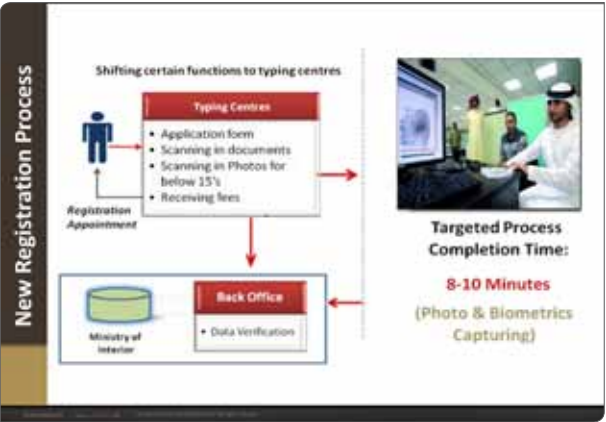 New Registration Process
Shifting certain functions to typing centres
Typing Centres
• Application form
• Scanning in documents
• Scanning in Photos for
below 15's
• Receiving fees
Registration
Appointment
Back Office
• Data Verification
Ministry of
Interior
Targeted Process
Completion Time:
8-10 Minutes
(Photo & Biometrics
Capturing)